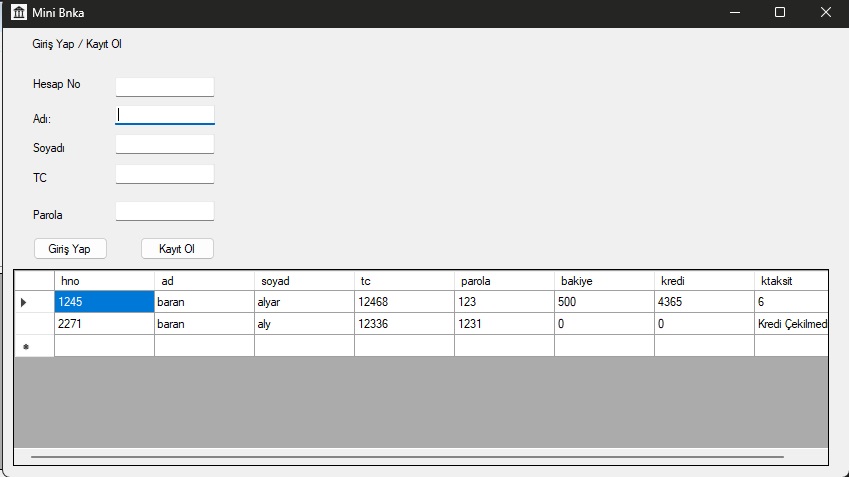 Mini Bnka
Giriş Yap / Kayıt Ol
Hesap No
Adı:
Soyadı
TC
Parola
Giriş Yap Kayıt Ol
hno ad soyad tc parola bakiye kredi ktaksit
1245 baran alyar 12468 123 500 4365 6
2271 baran aly 12336 1231 0 0 Kredi Çekilmed